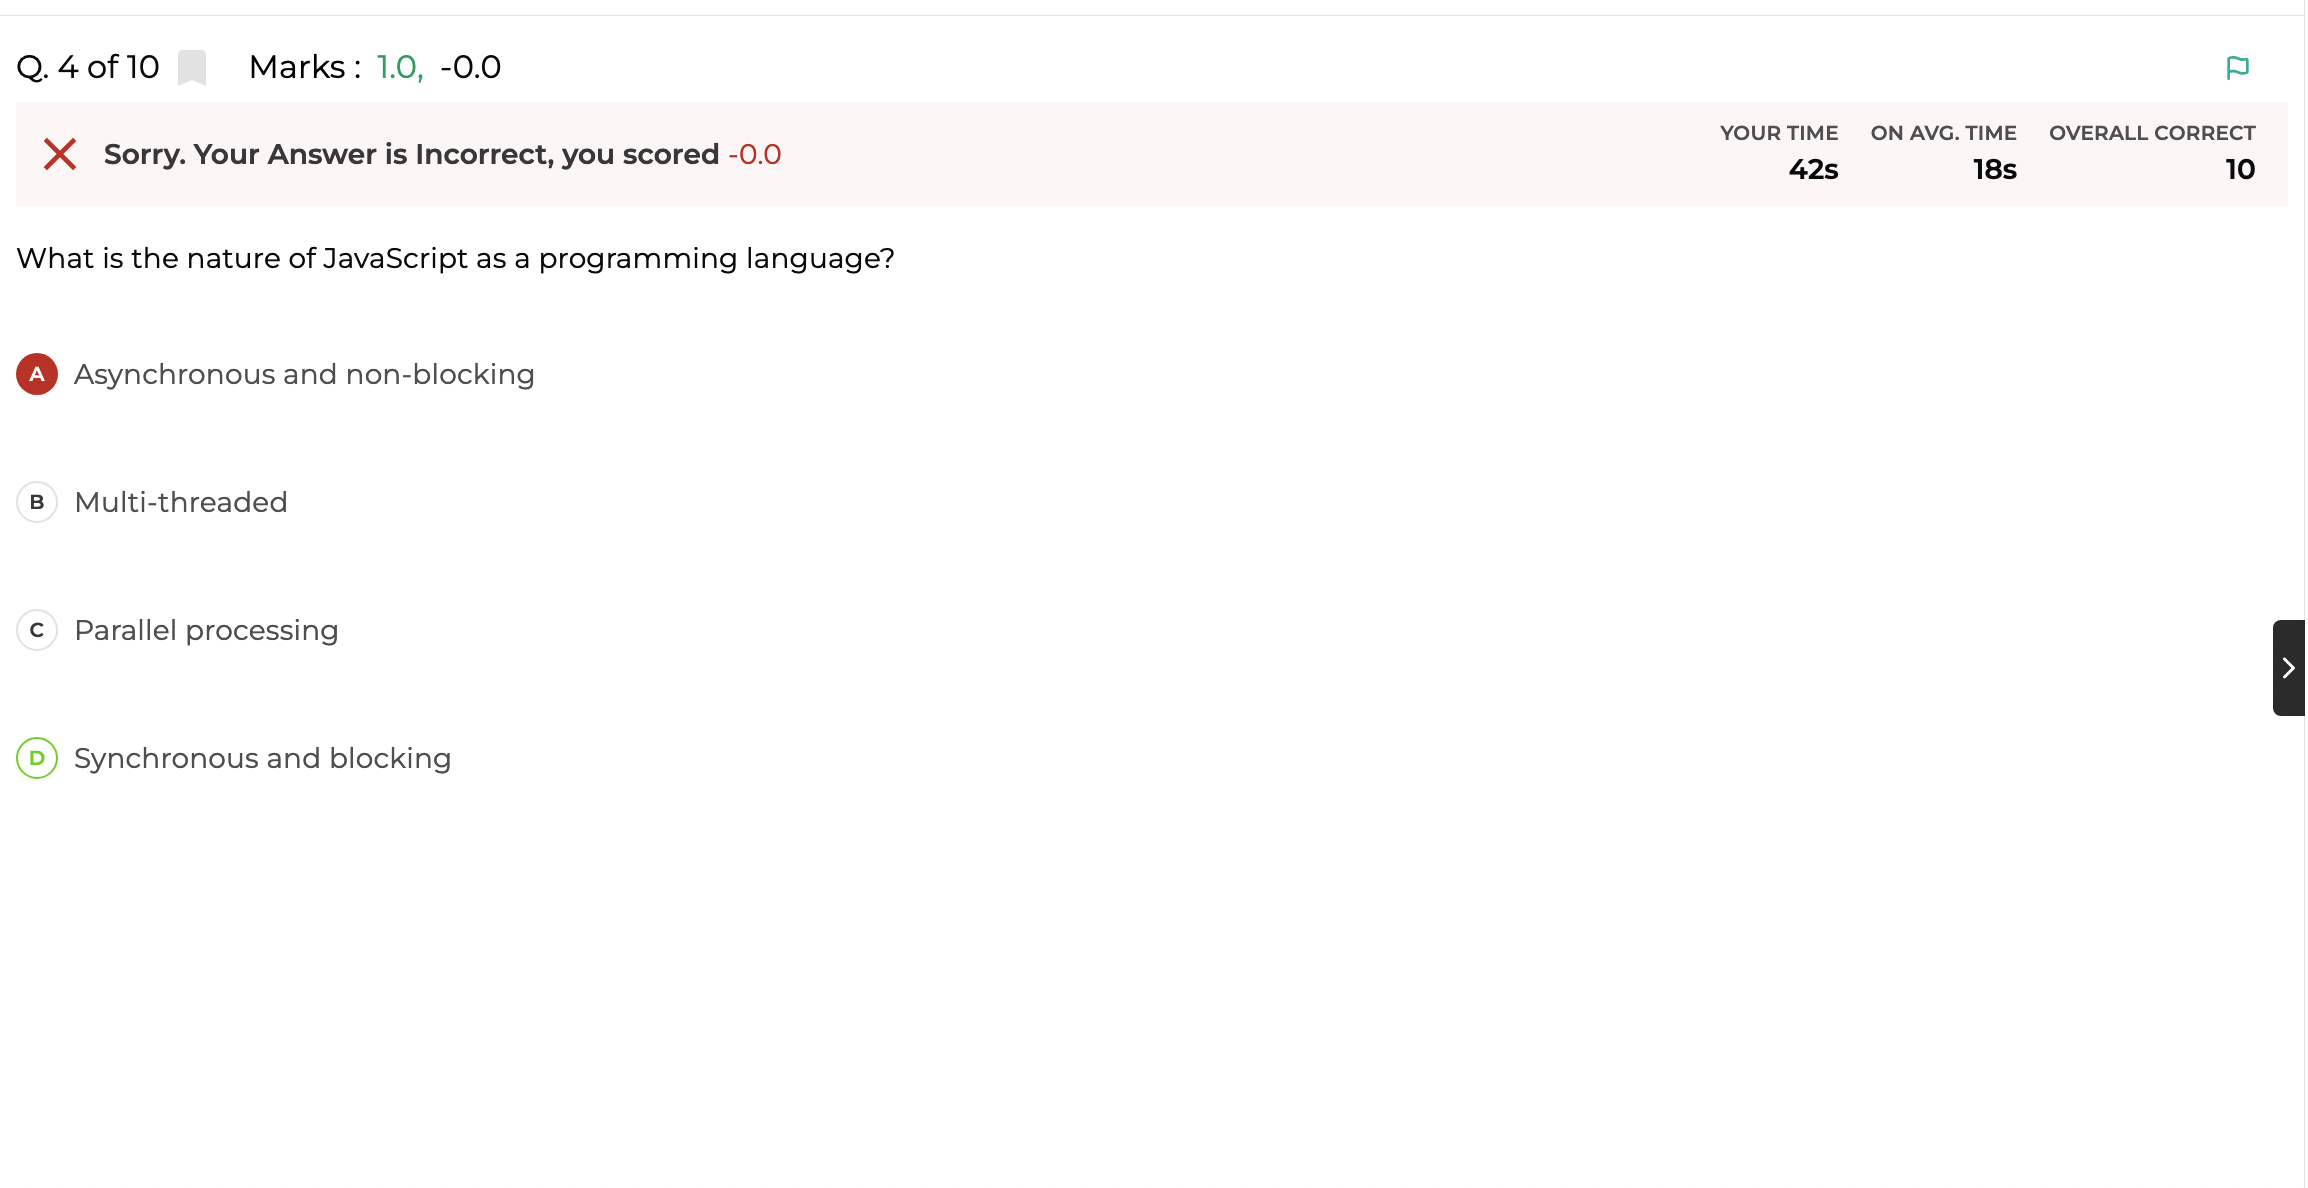 Q. 4 of 10 Marks : 1.0, -0.0
Sorry. Your Answer is Incorrect, you scored -0.0
YOUR TIME ON AVG. TIME OVERALL CORRECT
42s 18s 10
What is the nature of JavaScript as a programming language?
A Asynchronous and non-blocking
B Multi-threaded
C Parallel processing
D Synchronous and blocking